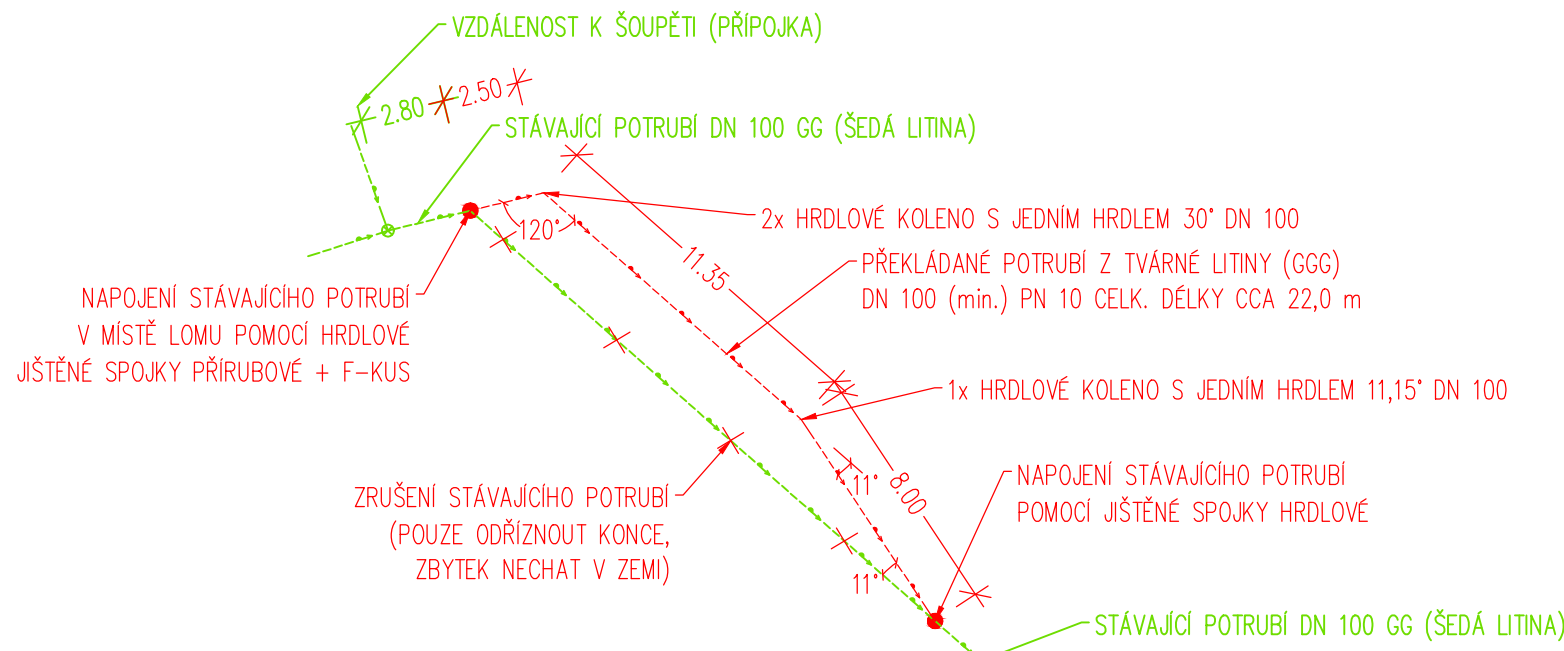 VZDÁLENOST K ŠOUPĚTI (PŘÍPOJKA)
2.80
2.50
STÁVAJÍCÍ POTRUBÍ DN 100 GG (ŠEDÁ LITINA)
120°
2x HRDLOVÉ KOLENO S JEDNÍM HRDLEM 30° DN 100
11.35
PŘEKLÁDANÉ POTRUBÍ Z TVÁRNÉ LITINY (GGG)
DN 100 (min.) PN 10 CELK. DÉLKY CCA 22,0 m
NAPOJENÍ STÁVAJÍCÍHO POTRUBÍ
V MÍSTĚ LOMU POMOCÍ HRDLOVÉ
JIŠTĚNÉ SPOJKY PŘÍRUBOVÉ + F-KUS
1x HRDLOVÉ KOLENO S JEDNÍM HRDLEM 11,15° DN 100
11°
8.00
NAPOJENÍ STÁVAJÍCÍHO POTRUBÍ
POMOCÍ JIŠTĚNÉ SPOJKY HRDLOVÉ
ZRUŠENÍ STÁVAJÍCÍHO POTRUBÍ
(POUZE ODŘÍZNOUT KONCE,
ZBYTEK NECHAT V ZEMI)
11°
STÁVAJÍCÍ POTRUBÍ DN 100 GG (ŠEDÁ LITINA)